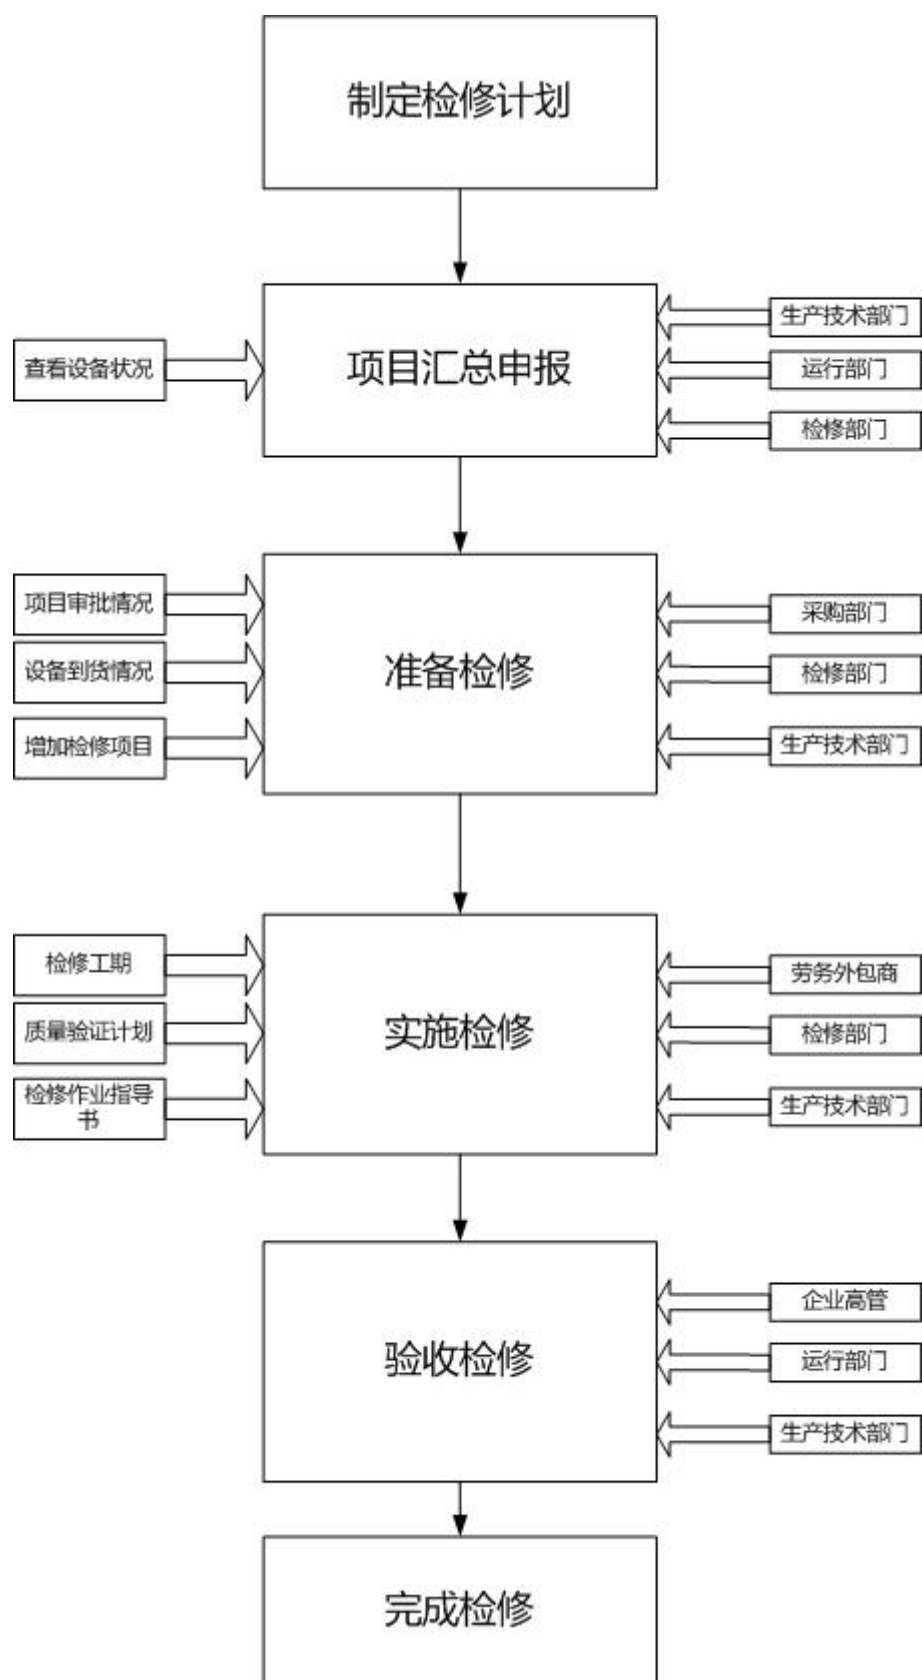 制定检修计划
生产技术部门
查看设备状况
项目汇总申报
运行部门
检修部门
项目审批情况
采购部门
设备到货情况
准备检修
检修部门
增加检修项目
生产技术部门
检修工期
劳务外包商
质量验证计划
实施检修
检修部门
检修作业指导
书
生产技术部门
企业高管
验收检修
运行部门
生产技术部门
完成检修